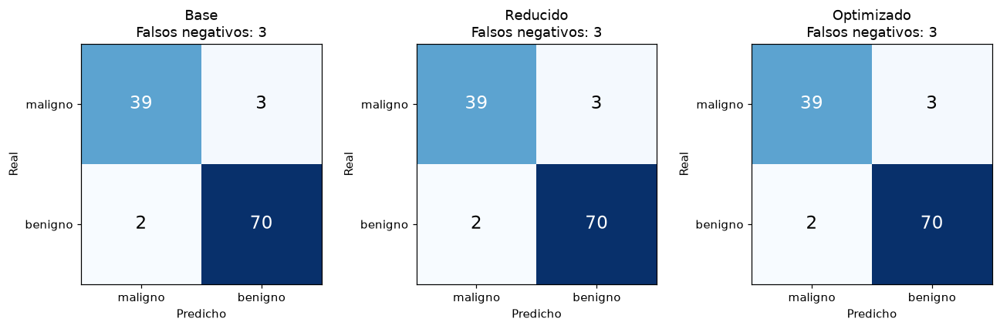 Base
Falsos negativos: 3
Real
maligno
39
3
benigno
2
70
maligno
benigno
Predicho
Reducido
Falsos negativos: 3
Real
maligno
39
3
benigno
2
70
maligno
benigno
Predicho
Optimizado
Falsos negativos: 3
Real
maligno
39
3
benigno
2
70
maligno
benigno
Predicho